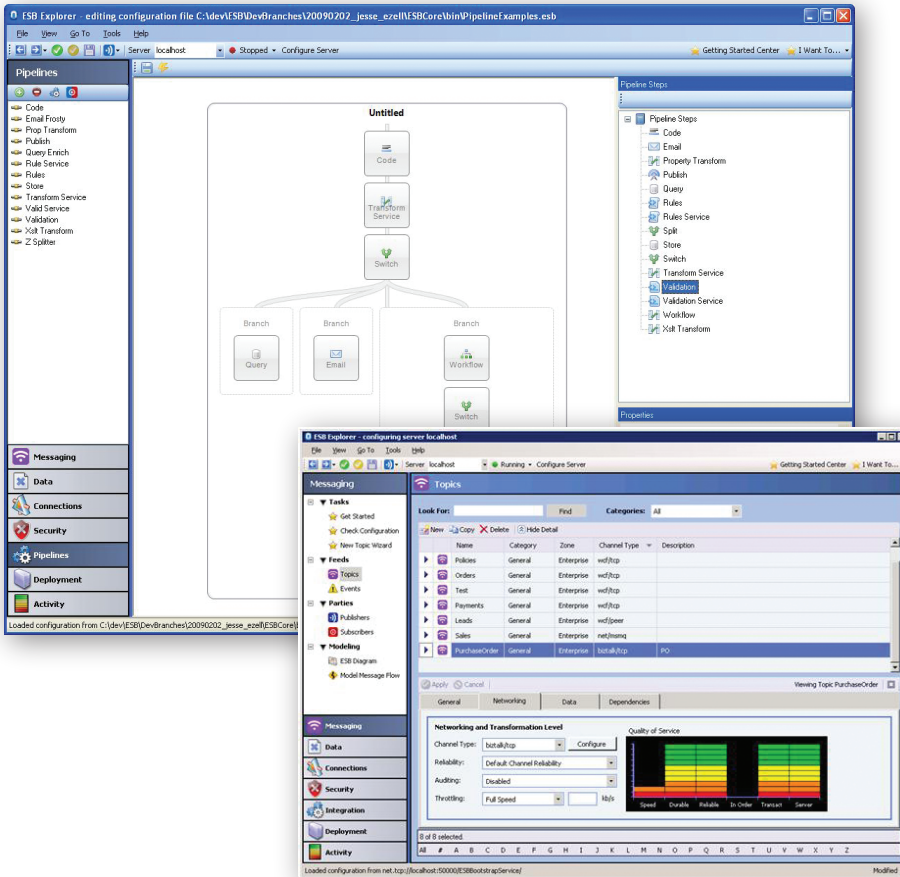 ESB Explorer - editing configuration file C:\dev\ESB\DevBranches\20090202_jesse_ezell\ESBCore\bin\PipelineExamples.esb
File View Go To Tools Help
Server localhost Stopped Configure Server Getting Started Center I Want To...
Pipelines
Code
Email Frosty
Prop Transform
Publish
Query Enrich
Rule Service
Rules
Store
Transform Service
Valid Service
Validation
Xslt Transform
Z Splitter
Messaging
Data
Connections
Security
Pipelines
Deployment
Activity
Loaded configuration from C:\dev\ESB\DevBranches\20090202_jesse_ezell\ESBCore\
Untitled
Code
Transform
Service
Switch
Branch
Query
Branch
Email
Branch
Workflow
Switch
Pipeline Steps
Pipeline Steps
Code
Email
Property Transform
Publish
Query
Rules
Rules Service
Split
Store
Switch
Transform Service
Validation
Validation Service
Workflow
Xslt Transform
Properties
ESB Explorer - configuring server localhost
File View Go To Tools Help
Server localhost Running Configure Server Getting Started Center I Want To...
Messaging
Tasks
Get Started
Check Configuration
New Topic Wizard
Feeds
Topics
Events
Parties
Publishers
Subscribers
Modeling
ESB Diagram
Model Message Flow
Messaging
Data
Connections
Security
Integration
Deployment
Activity
Topics
Look For: Find Categories: All
New Copy Delete Hide Detail
Name Category Zone Channel Type Description
Policies General Enterprise wcf/tcp
Orders General Enterprise wcf/tcp
Test General Enterprise wcf/tcp
Payments General Enterprise wcf/tcp
Leads General Enterprise wcf/peer
Sales General Enterprise net/msmq
PurchaseOrder General Enterprise biztalk/tcp PO
Apply Cancel Viewing Topic PurchaseOrder
General Networking Data Dependencies
Networking and Transformation Level
Channel Type: biztalk/tcp Configure
Reliability: Default Channel Reliability
Auditing: Disabled
Throttling: Full Speed kb/s
Quality of Service
Speed Durable Reliable In Order Transact Server
8 of 8 selected.
All # A B C D E F G H I J K L M N O P Q R S T U V W X Y Z
Loaded configuration from net.tcp://localhost:50000/ESBBootstrapService/ Modified